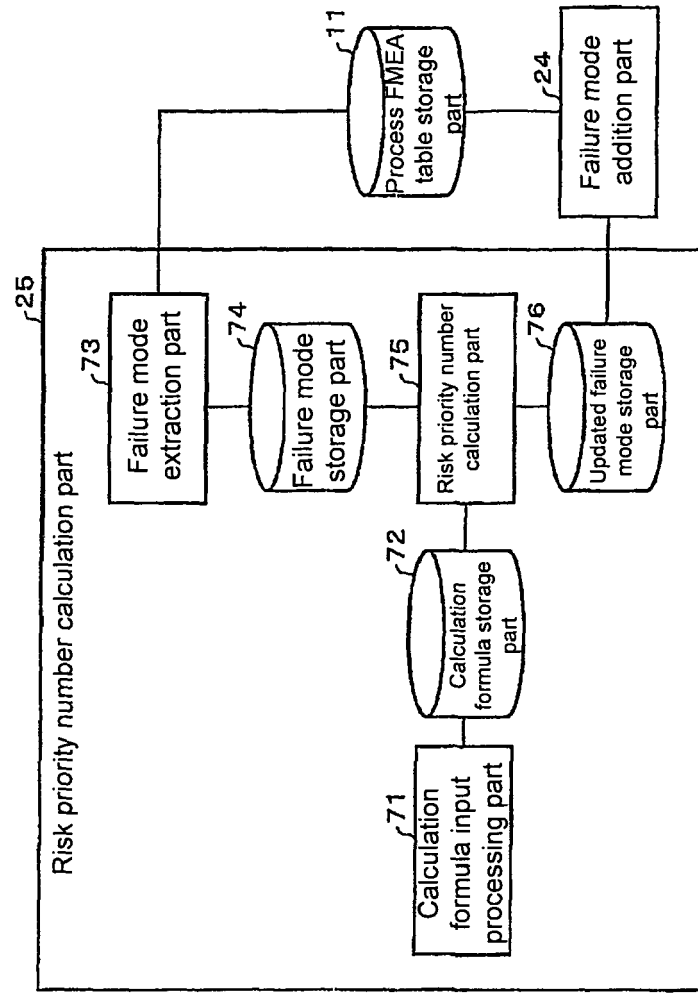 Risk priority number calculation part
25
73
Failure mode
extraction part
11
Process FMEA
table storage
part
74
Failure mode
storage part
71
Calculation
formula input
processing part
72
Calculation
formula storage
part
75
Risk priority number
calculation part
76
Updated failure
mode storage part
part
24
Failure mode
addition part